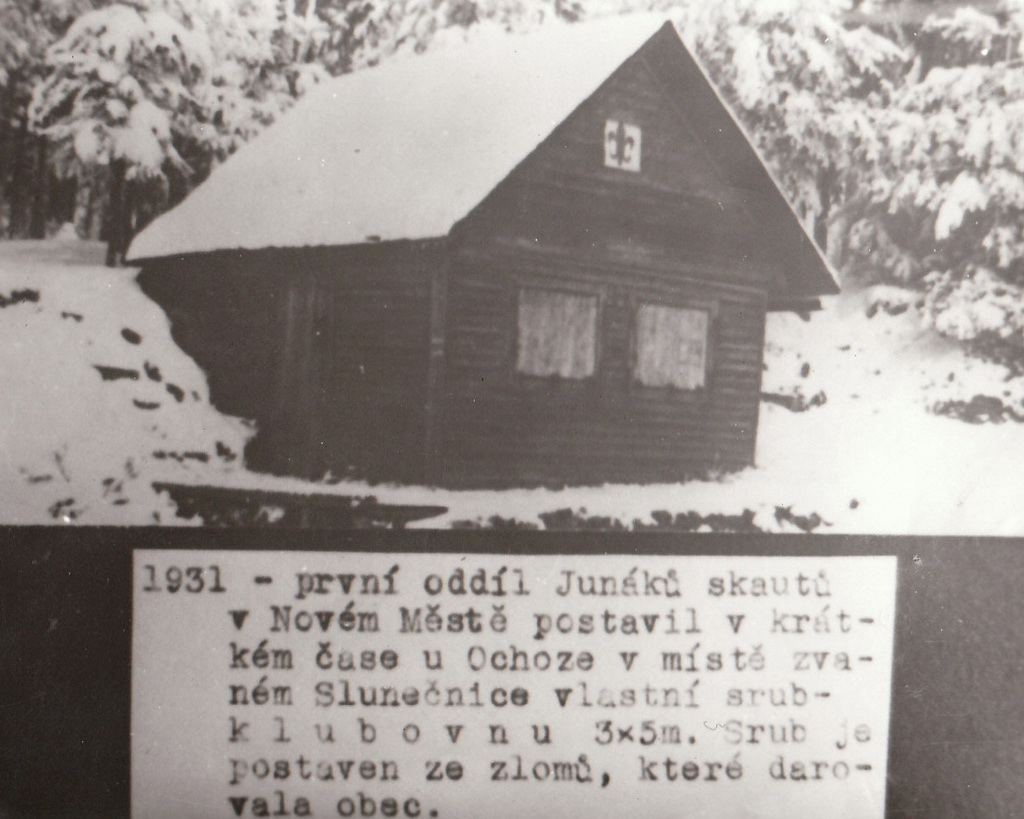 1931 - první oddíl Junáků skautů
v Novém Městě postavil v krát-
kém čase u Ochoze v místě zva-
ném Slunečnice vlastní srub-
k l u b o v n u 3×5m. Srub je
postaven ze zlomů, které daro-
vala obec.